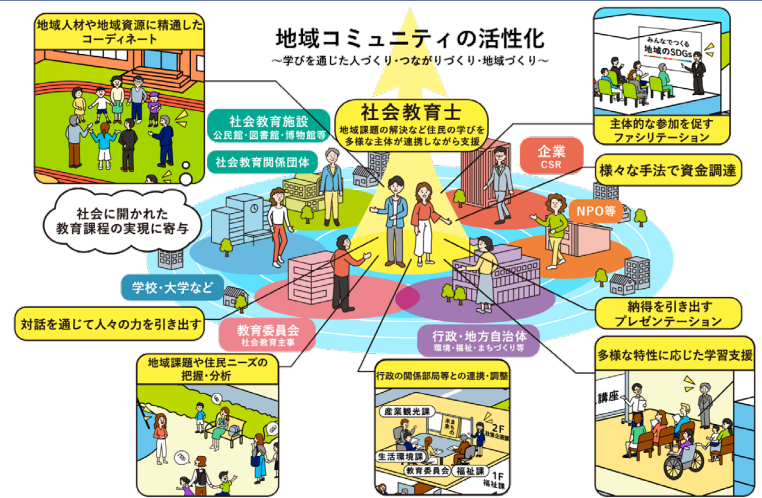 地域コミュニティの活性化
～学びを通じた人づくり・つながりづくり・地域づくり～
地域人材や地域資源に精通した
コーディネート
社会教育施設
公民館・図書館・博物館等
社会教育関係団体
社会教育士
地域課題の解決など住民の学びを
多様な主体が連携しながら支援
みんなでつくる
地域のSDGs
主体的な参加を促す
ファシリテーション
企業
CSR
様々な手法で資金調達
NPO等
社会に開かれた
教育課程の実現に寄与
学校・大学など
対話を通じて人々の力を引き出す
教育委員会
社会教育主事
行政・地方自治体
環境・福祉・まちづくり等
納得を引き出す
プレゼンテーション
地域課題や住民ニーズの
把握・分析
行政の関係部局等との連携・調整
産業観光課
まちの
未来
2F
政策企画課
生活環境課
教育委員会
福祉課
1F
福祉課
多様な特性に応じた学習支援
講座